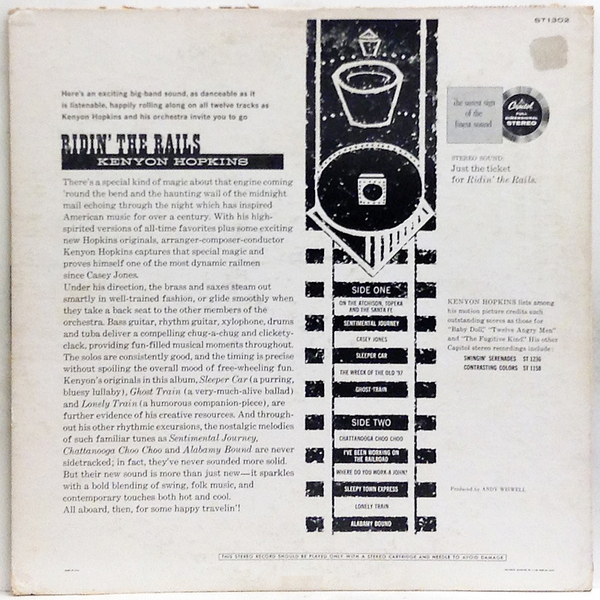 ST1302
Here's an exciting big-band sound, as danceable as it
is listenable, happily rolling along on all twelve tracks as
Kenyon Hopkins and his orchestra invite you to go
RIDIN' THE RAILS
KENYON HOPKINS
There's a special kind of magic about that engine coming
'round the bend and the haunting wail of the midnight
mail echoing through the night which has inspired
American music for over a century. With his high-
spirited versions of all-time favorites plus some exciting
new Hopkins originals, arranger-composer-conductor
Kenyon Hopkins captures that special magic and
proves himself one of the most dynamic railmen
since Casey Jones.
Under his direction, the brass and saxes steam out
smartly in well-trained fashion, or glide smoothly when
they take a back seat to the other members of the
orchestra. Bass guitar, rhythm guitar, xylophone, drums
and tuba deliver a compelling chug-a-chug and clickety-
clack, providing fun-filled musical moments throughout.
The solos are consistently good, and the timing is precise
without spoiling the overall mood of free-wheeling fun.
Kenyon's originals in this album, Sleeper Car (a purring,
bluesy lullaby), Ghost Train (a very-much-alive ballad)
and Lonely Train (a humorous companion-piece), are
further evidence of his creative resources. And through-
out his other rhythmic excursions, the nostalgic melodies
of such familiar tunes as Sentimental Journey,
Chattanooga Choo Choo and Alabamy Bound are never
sidetracked; in fact, they've never sounded more solid.
But their new sound is more than just new—it sparkles
with a bold blending of swing, folk music, and
contemporary touches both hot and cool.
All aboard, then, for some happy travelin'!
SIDE ONE
ON THE ATCHISON, TOPEKA
AND THE SANTA FE
SENTIMENTAL JOURNEY
CASEY JONES
SLEEPER CAR
THE WRECK OF THE OLD '97
GHOST TRAIN
SIDE TWO
CHATTANOOGA CHOO CHOO
I'VE BEEN WORKING ON
THE RAILROAD
WHERE DO YOU WORK-A JOHN?
SLEEPY TOWN EXPRESS
LONELY TRAIN
ALABAMY BOUND
The surest sign
of the
finest sound
Capitol
FULL
DIMENSIONAL
STEREO
STEREO SOUND:
Just the ticket
for Ridin' the Rails.
KENYON HOPKINS lists among
his motion picture credits such
outstanding scores as those for
"Baby Doll," "Twelve Angry Men"
and "The Fugitive Kind." His other
Capitol stereo recordings include:
SWINGIN' SERENADES ST 1236
CONTRASTING COLORS ST 1158
Produced by ANDY WISWELL
THIS STEREO RECORD SHOULD BE PLAYED ONLY WITH A STEREO CARTRIDGE AND NEEDLE TO AVOID DAMAGE